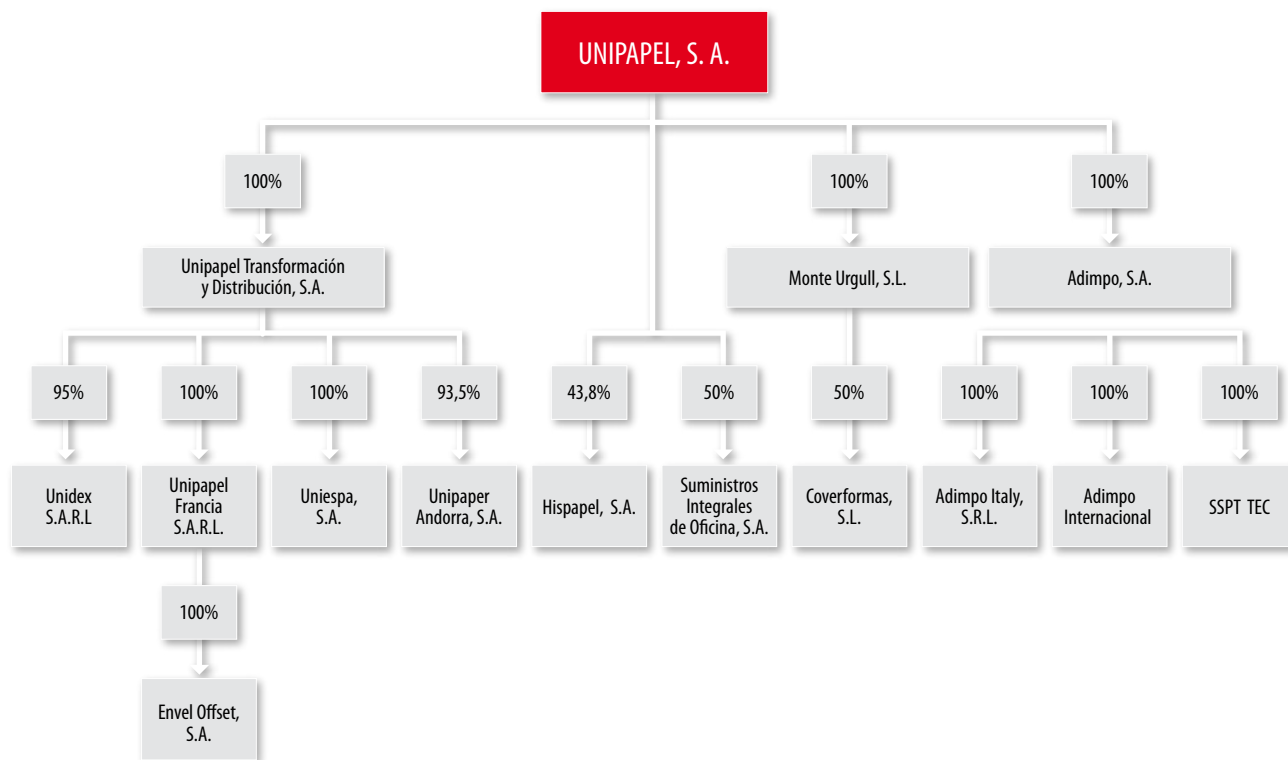 UNIPAPEL, S. A.
100%
100%
100%
Unipapel Transformación
y Distribución, S.A.
Monte Urgull, S.L.
Adimpo, S.A.
95%
100%
100%
93,5%
43,8%
50%
50%
100%
100%
100%
Unidex
S.A.R.L
Unipapel
Francia
S.A.R.L.
Uniespa,
S.A.
Unipaper
Andorra, S.A.
Hispapel, S.A.
Suministros
Integrales
de Oficina, S.A.
Coverformas,
S.L.
Adimpo Italy,
S.R.L.
Adimpo
Internacional
SSPT TEC
100%
Envel Offset,
S.A.